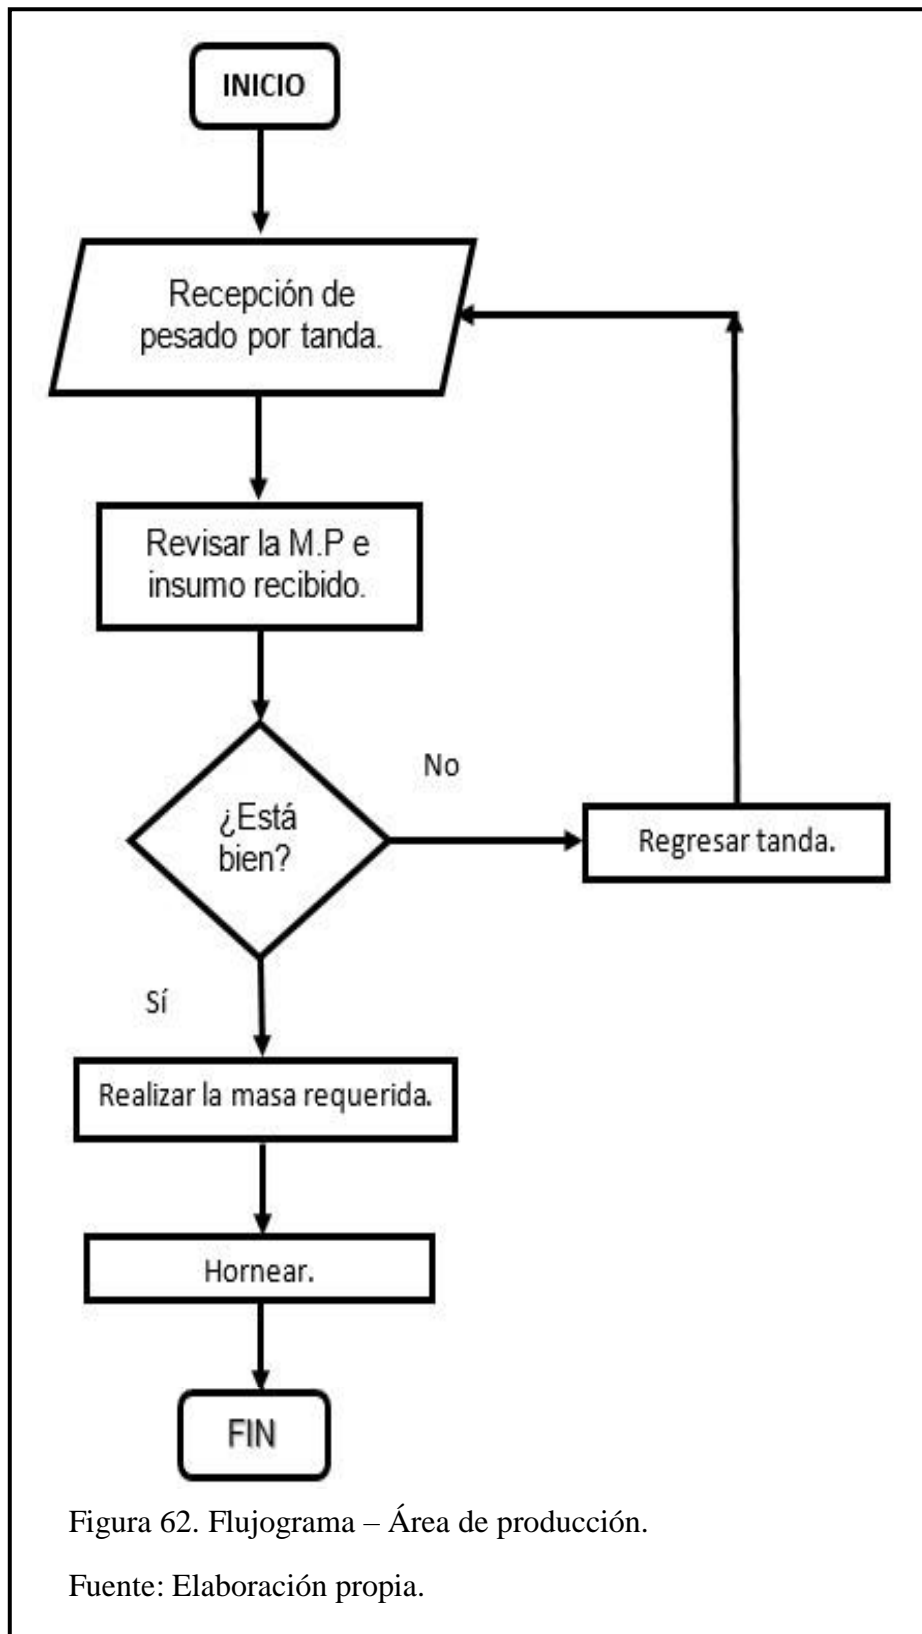 INICIO
Recepción de
pesado por tanda.
Revisar la M.P e
insumo recibido.
¿Está
bien?
No
Regresar tanda.
Sí
Realizar la masa requerida.
Hornear.
FIN
Figura 62. Flujograma – Área de producción.
Fuente: Elaboración propia.